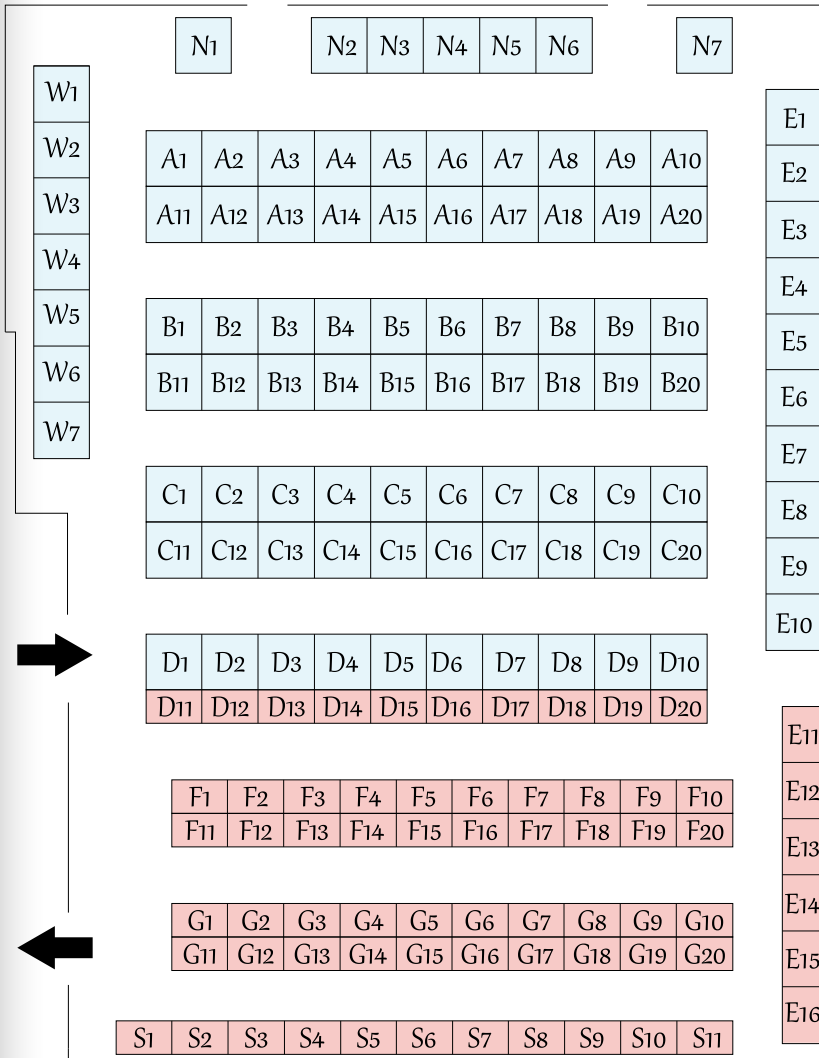 N1 N2 N3 N4 N5 N6 N7
W1
W2
W3
W4
W5
W6
W7
A1 A2 A3 A4 A5 A6 A7 A8 A9 A10
A11 A12 A13 A14 A15 A16 A17 A18 A19 A20
B1 B2 B3 B4 B5 B6 B7 B8 B9 B10
B11 B12 B13 B14 B15 B16 B17 B18 B19 B20
C1 C2 C3 C4 C5 C6 C7 C8 C9 C10
C11 C12 C13 C14 C15 C16 C17 C18 C19 C20
D1 D2 D3 D4 D5 D6 D7 D8 D9 D10
D11 D12 D13 D14 D15 D16 D17 D18 D19 D20
F1 F2 F3 F4 F5 F6 F7 F8 F9 F10
F11 F12 F13 F14 F15 F16 F17 F18 F19 F20
G1 G2 G3 G4 G5 G6 G7 G8 G9 G10
G11 G12 G13 G14 G15 G16 G17 G18 G19 G20
S1 S2 S3 S4 S5 S6 S7 S8 S9 S10 S11
E1
E2
E3
E4
E5
E6
E7
E8
E9
E10
E11
E12
E13
E14
E15
E16